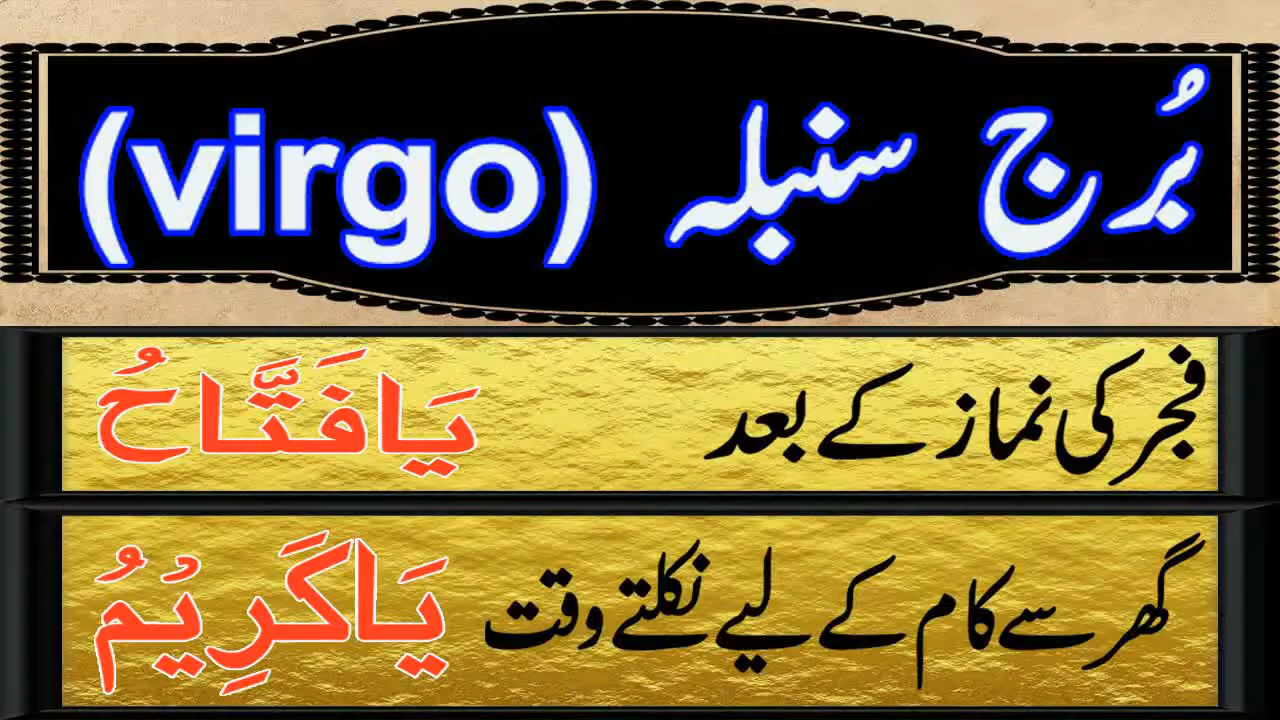 بُرج سنبلہ (virgo)
فجر کی نماز کے بعد یَافَتَّاحُ
گھر سے کام کے لیے نکلتے وقت یَاکَرِیْمُ